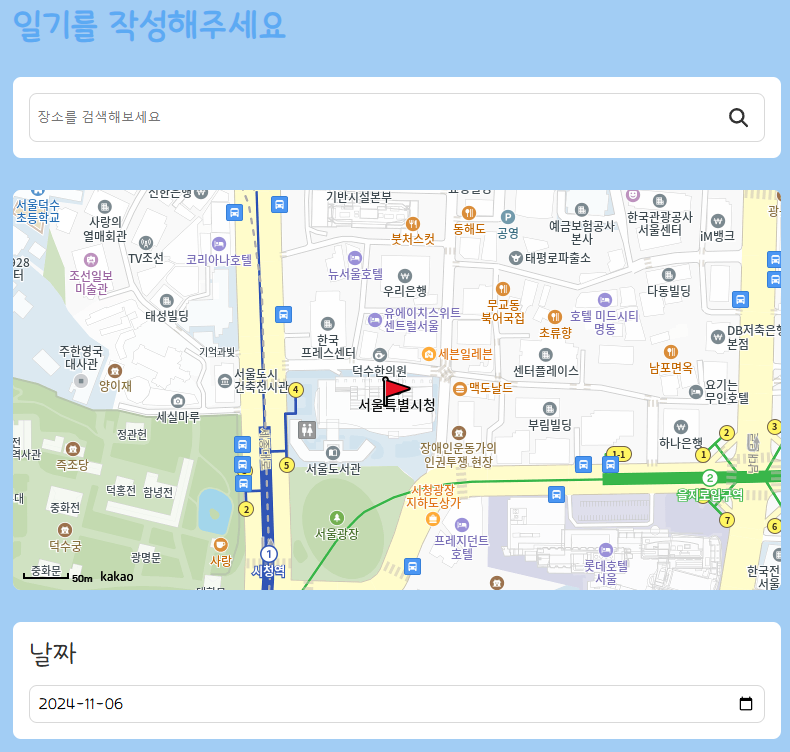 일기를 작성해주세요
장소를 검색해보세요
서울덕수
초등학교
신한은행
기반시설본부
사랑의
열매회관
붓처스컷
동해도
공영
예금보험공사
본사
한국관광공사
서울센터
iM뱅크
928
TV조선
코리아나호텔
조선일보
미술관
뉴서울호텔
우리은행
태평로파출소
태성빌딩
유에이치스위트
센트럴서울
무교동
북어국집
초류향
호텔 미드시티
명동
다동빌딩
DB저축은행
본점
주한영국
대사관
기억과빛
한국
프레스센터
세븐일레븐
센터플레이스
남포면옥
양이재
서울도시
건축전시관
4
덕수한의원
서울특별시청
맥도날드
요기는
무인호텔
세실마루
부림빌딩
정관헌
하나은행
2
3
장애인운동가의
인권투쟁 현장
즉조당
서울도서관
5
1-1
1
2
을지로입구역
덕홍전
함녕전
중화전
2
서울광장
시청광장
지하도상가
7
6
덕수궁
광명문
사랑
프레지던트
호텔
롯데호텔
서울
중화문
1
시청역
50m
kakao
날짜
2024-11-06